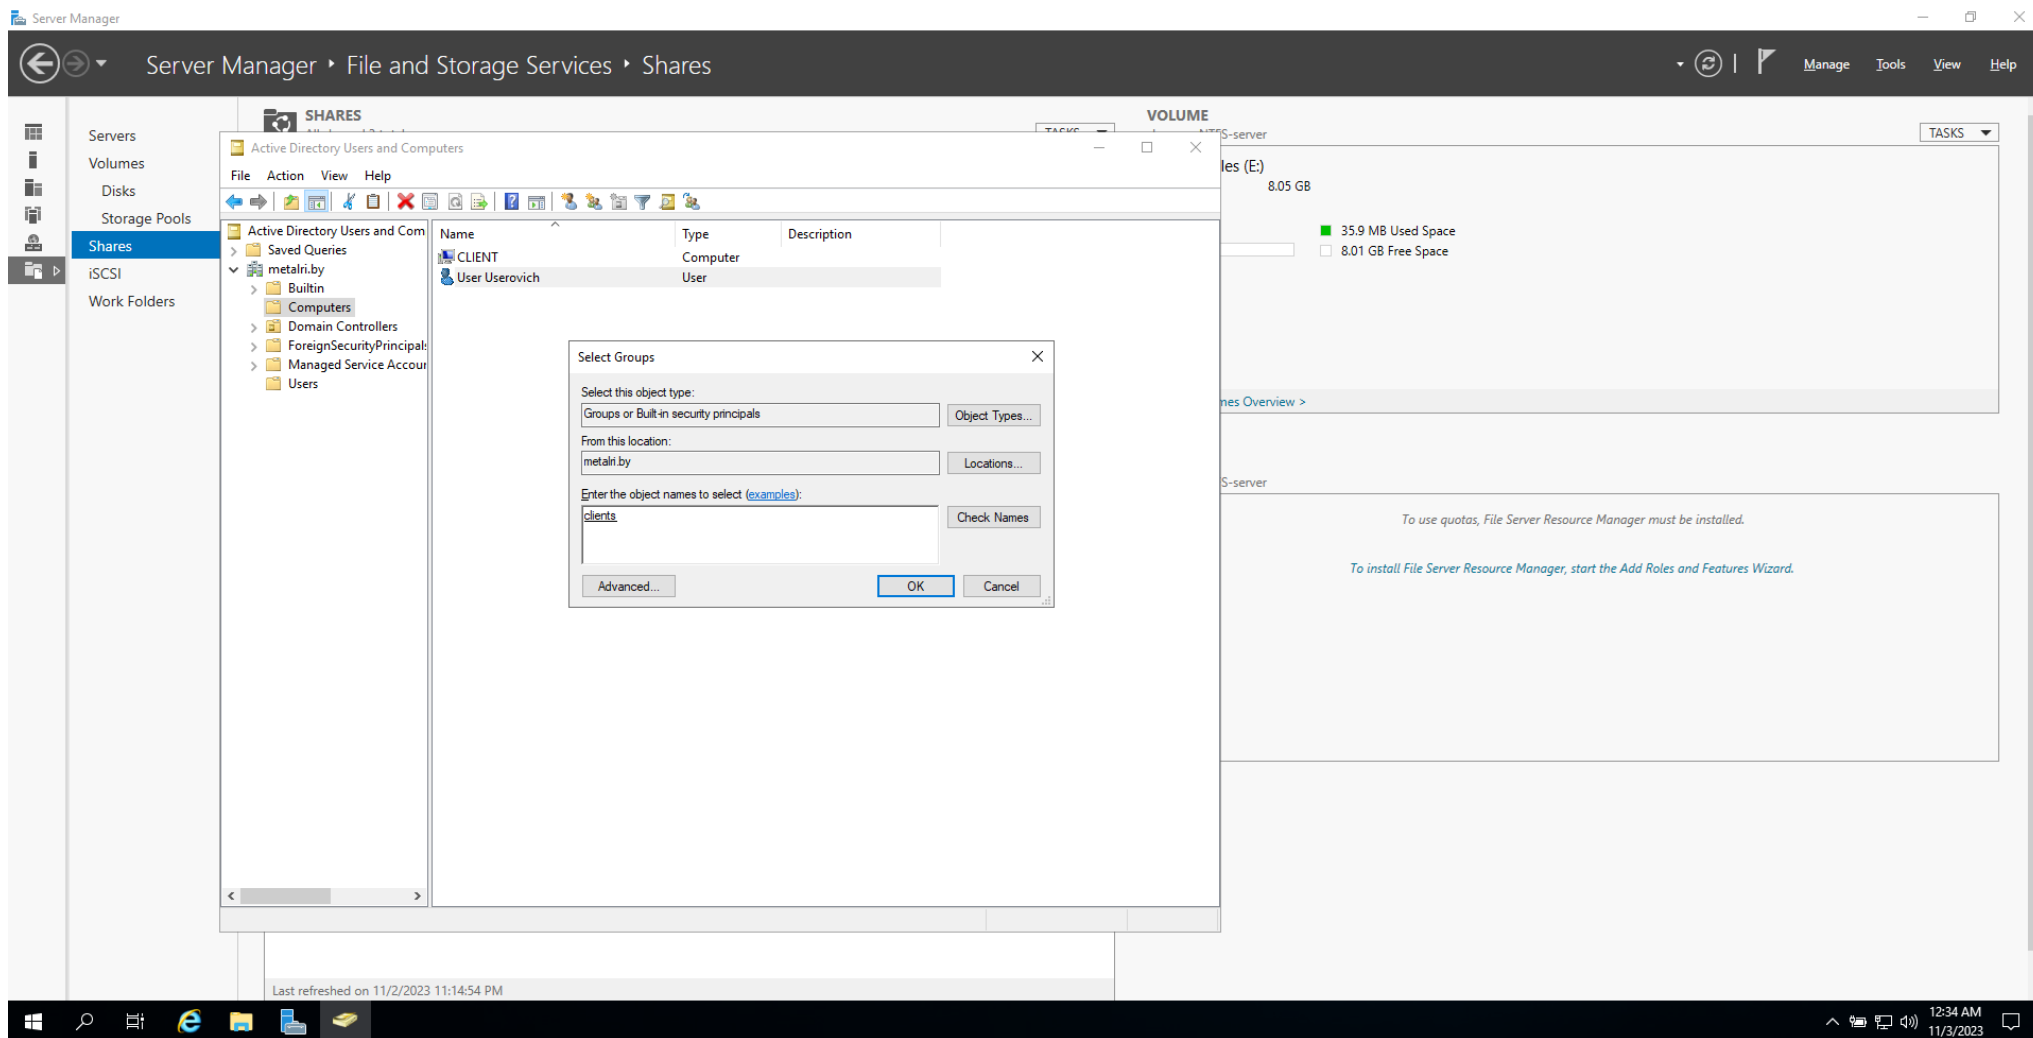 Server Manager
Server Manager ‣ File and Storage Services ‣ Shares
Manage Tools View Help
Servers
Volumes
Disks
Storage Pools
Shares
iSCSI
Work Folders
SHARES
TASKS
VOLUME
S-server
TASKS
les (E:)
8.05 GB
35.9 MB Used Space
8.01 GB Free Space
mes Overview >
S-server
To use quotas, File Server Resource Manager must be installed.
To install File Server Resource Manager, start the Add Roles and Features Wizard.
Active Directory Users and Computers
File Action View Help
Active Directory Users and Com
Saved Queries
metalri.by
Builtin
Computers
Domain Controllers
ForeignSecurityPrincipals
Managed Service Accour
Users
Name Type Description
CLIENT Computer
User Userovich User
Select Groups
Select this object type:
Groups or Built-in security principals
Object Types...
From this location:
metalri.by
Locations...
Enter the object names to select (examples):
clients
Check Names
Advanced...
OK
Cancel
Last refreshed on 11/2/2023 11:14:54 PM
12:34 AM
11/3/2023